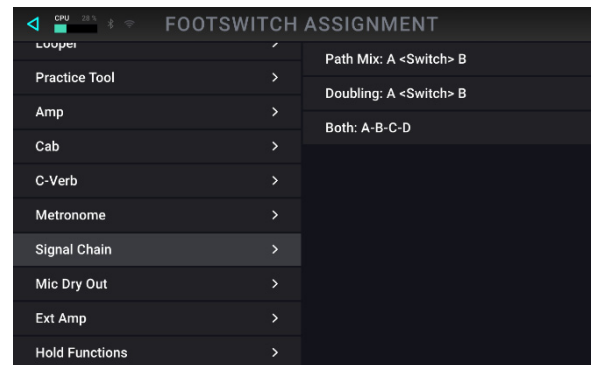 CPU 28 % FOOTSWITCH ASSIGNMENT
Looper
Practice Tool
Amp
Cab
C-Verb
Metronome
Signal Chain
Mic Dry Out
Ext Amp
Hold Functions
Path Mix: A <Switch> B
Doubling: A <Switch> B
Both: A-B-C-D